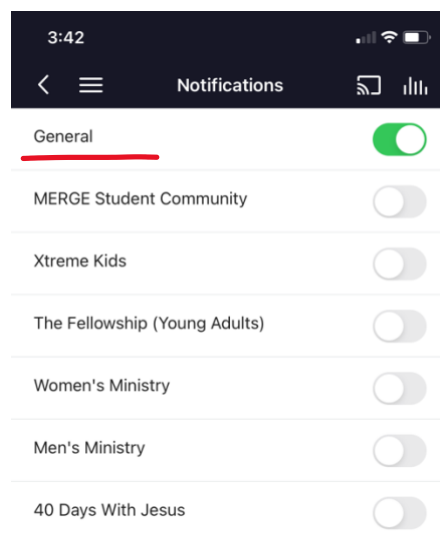 3:42
Notifications
General
MERGE Student Community
Xtreme Kids
The Fellowship (Young Adults)
Women's Ministry
Men's Ministry
40 Days With Jesus